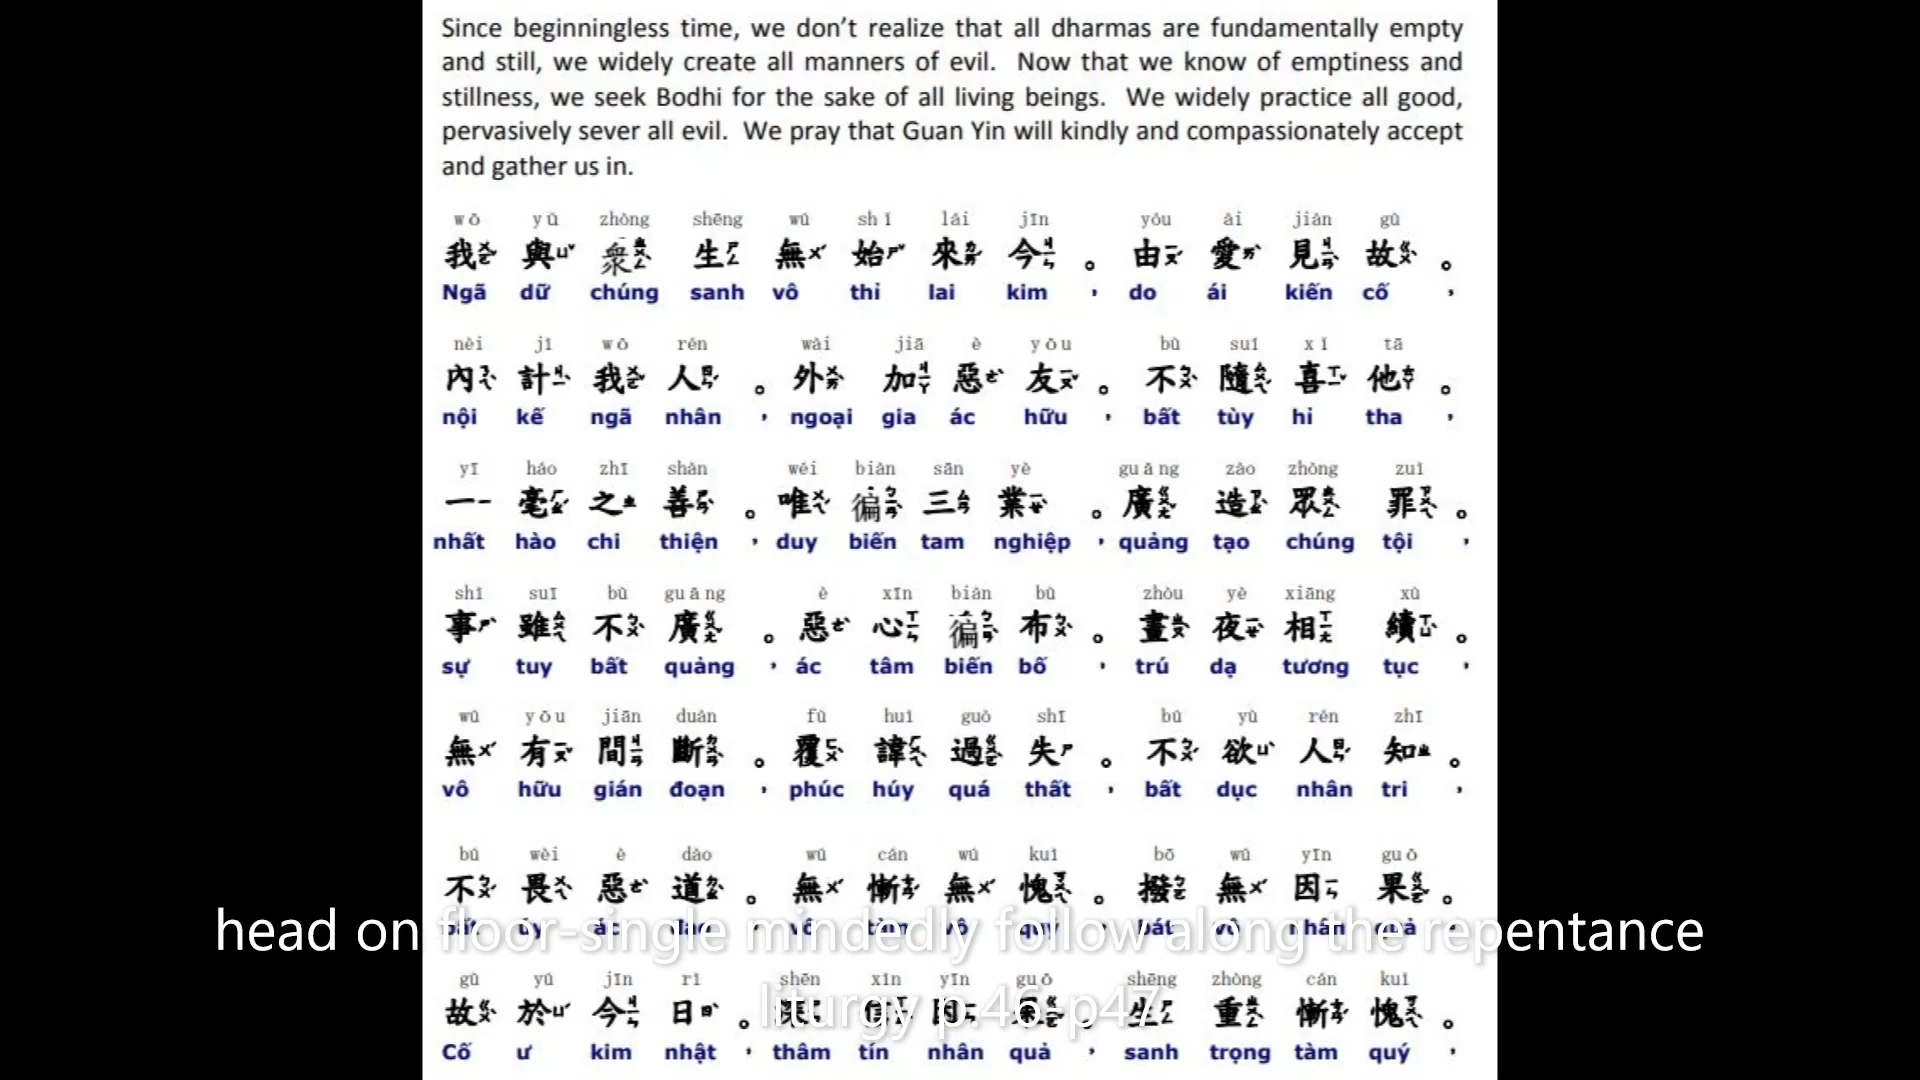 Since beginningless time, we don't realize that all dharmas are fundamentally empty
and still, we widely create all manners of evil.  Now that we know of emptiness and
stillness, we seek Bodhi for the sake of all living beings.  We widely practice all good,
pervasively sever all evil.  We pray that Guan Yin will kindly and compassionately accept
and gather us in.
wǒ yǔ zhòng shēng wú shǐ lái jīn yóu ài jiàn gù
我與衆生無始來今。由愛見故。
Ngã dữ chúng sanh vô thỉ lai kim , do ái kiến cố ,
nèi jì wǒ rén wài jiā è yǒu bù suí xǐ tā
內計我人。外加惡友。不隨喜他。
nội kế ngã nhân , ngoại gia ác hữu , bất tùy hỉ tha ,
yī háo zhī shàn wéi biàn sān yè guǎng zào zhòng zuì
一毫之善。唯徧三業。廣造眾罪。
nhất hào chi thiện , duy biến tam nghiệp , quảng tạo chúng tội ,
shì suī bù guǎng è xīn biàn bù zhòu yè xiāng xù
事雖不廣。惡心徧布。晝夜相續。
sự tuy bất quảng , ác tâm biến bố , trú dạ tương tục ,
wú yǒu jiān duàn fù huì guò shī bú yù rén zhī
無有間斷。覆諱過失。不欲人知。
vô hữu gián đoạn , phúc húy quá thất , bất dục nhân tri ,
bú wèi è dào wú cán wú kuì bō wú yīn guǒ
不畏惡道。無慚無愧。撥無因果。
head on floor-single mindedly follow along the repentance
gù yú jīn rì shēn xìn yīn guǒ shēng zhòng cán kuì
故於今日。深信因果。生重慚愧。
liturgy p.46-p47
Cố ư kim nhật , thâm tín nhân quả , sanh trọng tàm quý ,